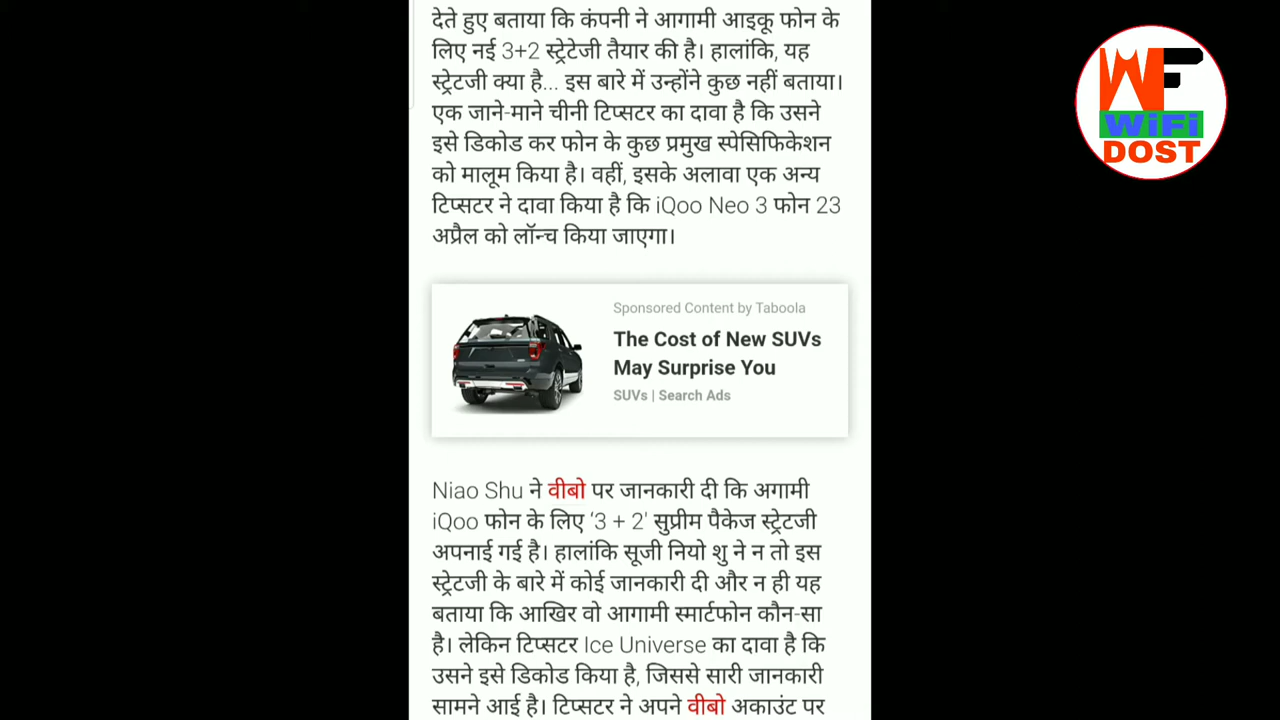 देते हुए बताया कि कंपनी ने आगामी आइकू फोन के
लिए नई 3+2 स्ट्रेटेजी तैयार की है। हालांकि, यह
स्ट्रेटजी क्या है... इस बारे में उन्होंने कुछ नहीं बताया।
एक जाने-माने चीनी टिप्सटर का दावा है कि उसने
इसे डिकोड कर फोन के कुछ प्रमुख स्पेसिफिकेशन
को मालूम किया है। वहीं, इसके अलावा एक अन्य
टिप्सटर ने दावा किया है कि iQoo Neo 3 फोन 23
अप्रैल को लॉन्च किया जाएगा।
Sponsored Content by Taboola
The Cost of New SUVs
May Surprise You
SUVs | Search Ads
Niao Shu ने वीबो पर जानकारी दी कि अगामी
iQoo फोन के लिए ‘3 + 2' सुप्रीम पैकेज स्ट्रेटजी
अपनाई गई है। हालांकि सूजी नियो शु ने न तो इस
स्ट्रेटजी के बारे में कोई जानकारी दी और न ही यह
बताया कि आखिर वो आगामी स्मार्टफोन कौन-सा
है। लेकिन टिप्सटर Ice Universe का दावा है कि
उसने इसे डिकोड किया है, जिससे सारी जानकारी
सामने आई है। टिप्सटर ने अपने वीबो अकाउंट पर
WF
WiFi
DOST